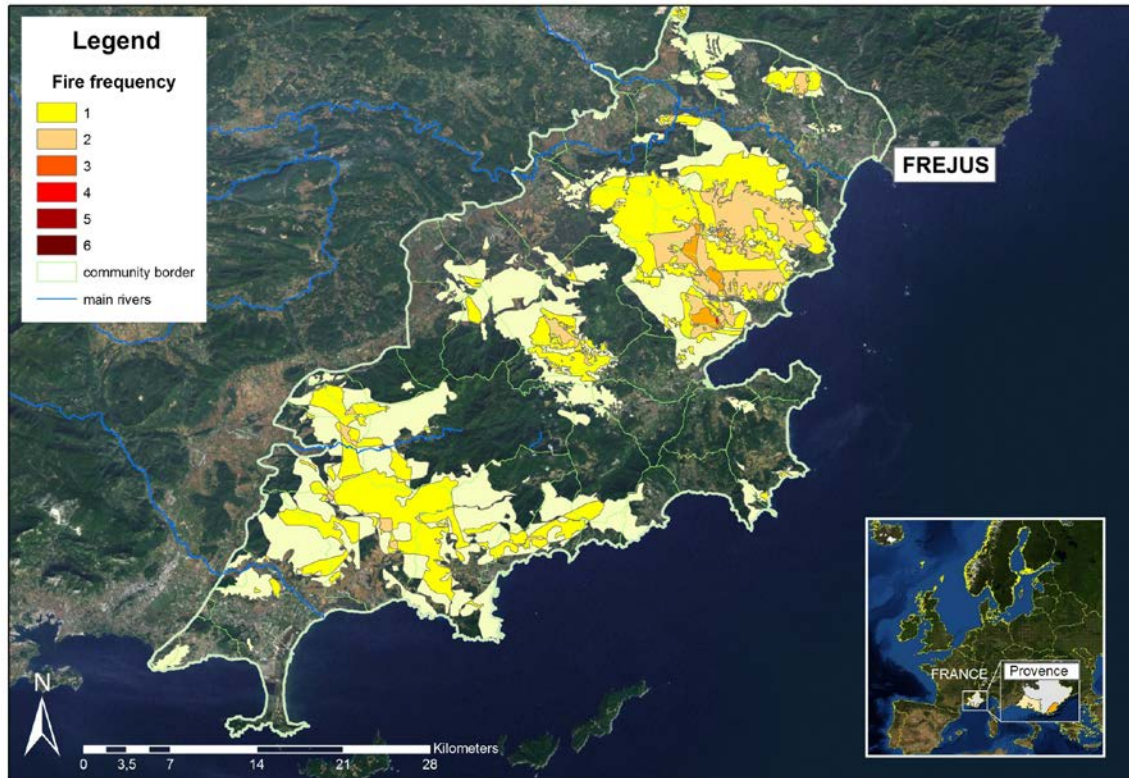 Legend
Fire frequency
1
2
3
4
5
6
community border
main rivers
FREJUS
N
Kilometers
0 3,5 7 14 21 28
FRANCE
Provence